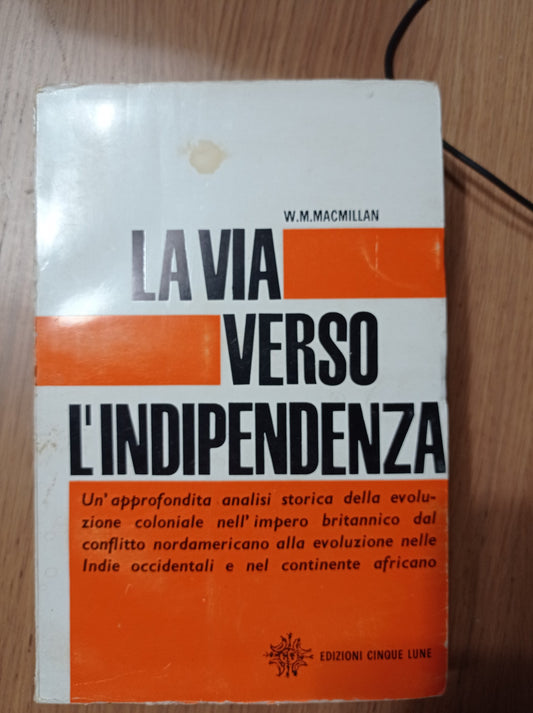 W.M.MACMILLAN
LA VIA
VERSO
L'INDIPENDENZA
Un'approfondita analisi storica della evolu-
zione coloniale nell'impero britannico dal
conflitto nordamericano alla evoluzione nelle
Indie occidentali e nel continente africano
EDIZIONI CINQUE LUNE